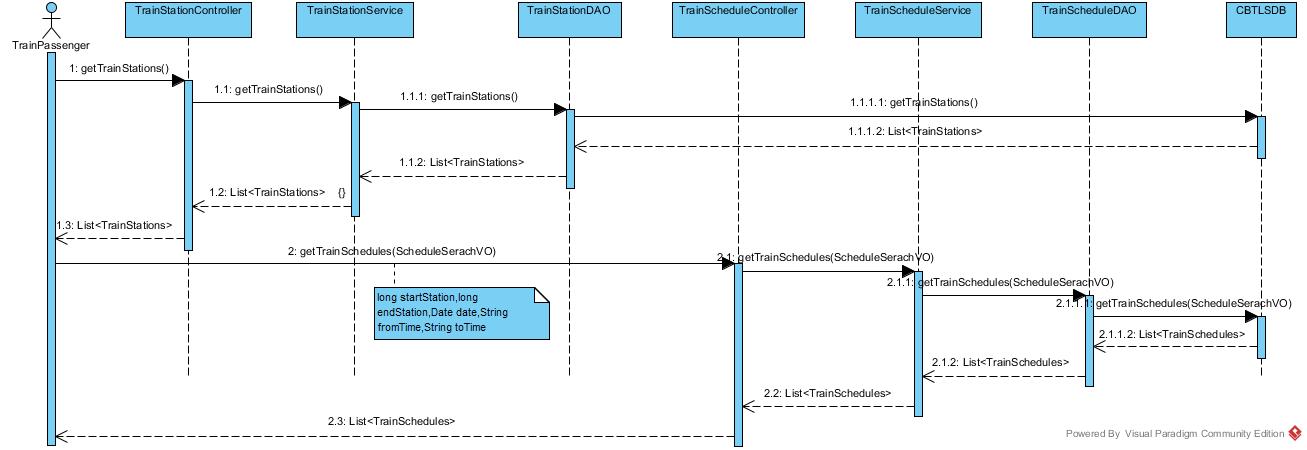 TrainStationController
TrainStationService
TrainStationDAO
TrainScheduleController
TrainScheduleService
TrainScheduleDAO
CBTLSDB
TrainPassenger
1: getTrainStations()
1.1: getTrainStations()
1.1.1: getTrainStations()
1.1.1.1: getTrainStations()
1.1.1.2: List<TrainStations>
1.1.2: List<TrainStations>
1.2: List<TrainStations>
{}
1.3: List<TrainStations>
2: getTrainSchedules(ScheduleSerachVO)
2.1: getTrainSchedules(ScheduleSerachVO)
2.1.1: getTrainSchedules(ScheduleSerachVO)
2.1.1.1: getTrainSchedules(ScheduleSerachVO)
long startStation,long
endStation,Date date,String
fromTime,String toTime
2.1.1.2: List<TrainSchedules>
2.1.2: List<TrainSchedules>
2.2: List<TrainSchedules>
2.3: List<TrainSchedules>
Powered By Visual Paradigm Community Edition